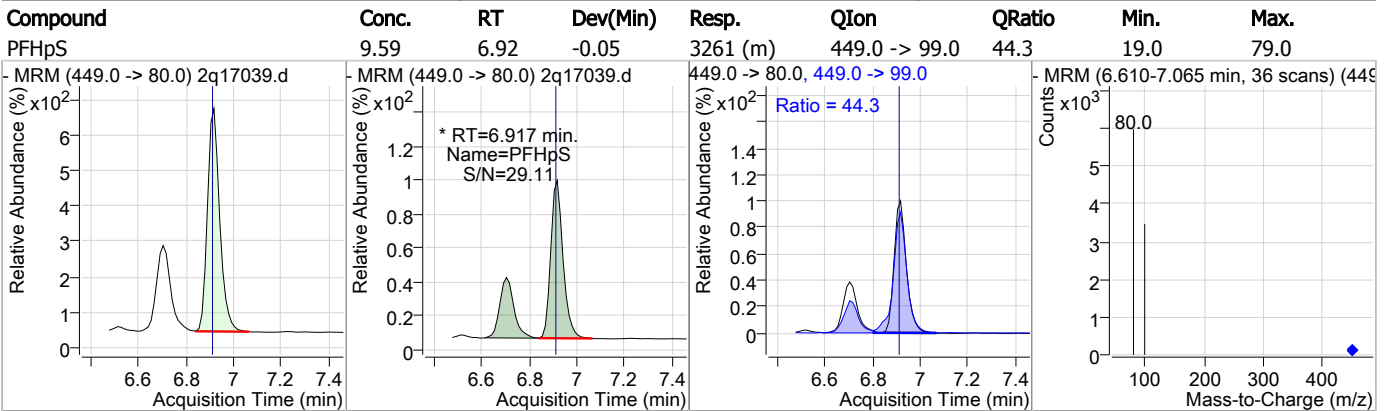 Compound Conc. RT Dev(Min) Resp. QIon QRatio Min. Max.
PFHpS 9.59 6.92 -0.05 3261 (m) 449.0 -> 99.0 44.3 19.0 79.0
- MRM (449.0 -> 80.0) 2q17039.d
Relative Abundance (%)
x10²
6
5
4
3
2
1
0
6.6 6.8 7 7.2 7.4
Acquisition Time (min)
- MRM (449.0 -> 80.0) 2q17039.d
Relative Abundance (%)
x10²
* RT=6.917 min.
Name=PFHpS
S/N=29.11
1.2
1
0.8
0.6
0.4
0.2
0
6.6 6.8 7 7.2 7.4
Acquisition Time (min)
449.0 -> 80.0, 449.0 -> 99.0
Relative Abundance (%)
x10²
Ratio = 44.3
1.4
1.2
1
0.8
0.6
0.4
0.2
0
6.6 6.8 7 7.2 7.4
Acquisition Time (min)
- MRM (6.610-7.065 min, 36 scans) (449
Counts
x10³
80.0
5
4
3
2
1
0
100 200 300 400
Mass-to-Charge (m/z)